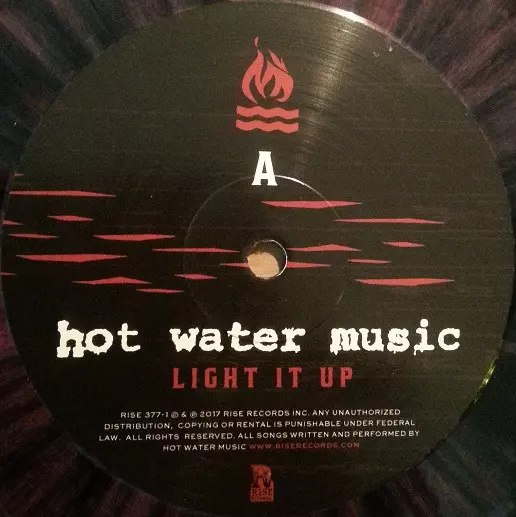 A
hot water music
LIGHT IT UP
RISE 377-1 © & ℗ 2017 RISE RECORDS INC. ANY UNAUTHORIZED
DISTRIBUTION, COPYING OR RENTAL IS PUNISHABLE UNDER FEDERAL
LAW. ALL RIGHTS RESERVED. ALL SONGS WRITTEN AND PERFORMED BY
HOT WATER MUSIC WWW.RISERECORDS.COM
R
RISE